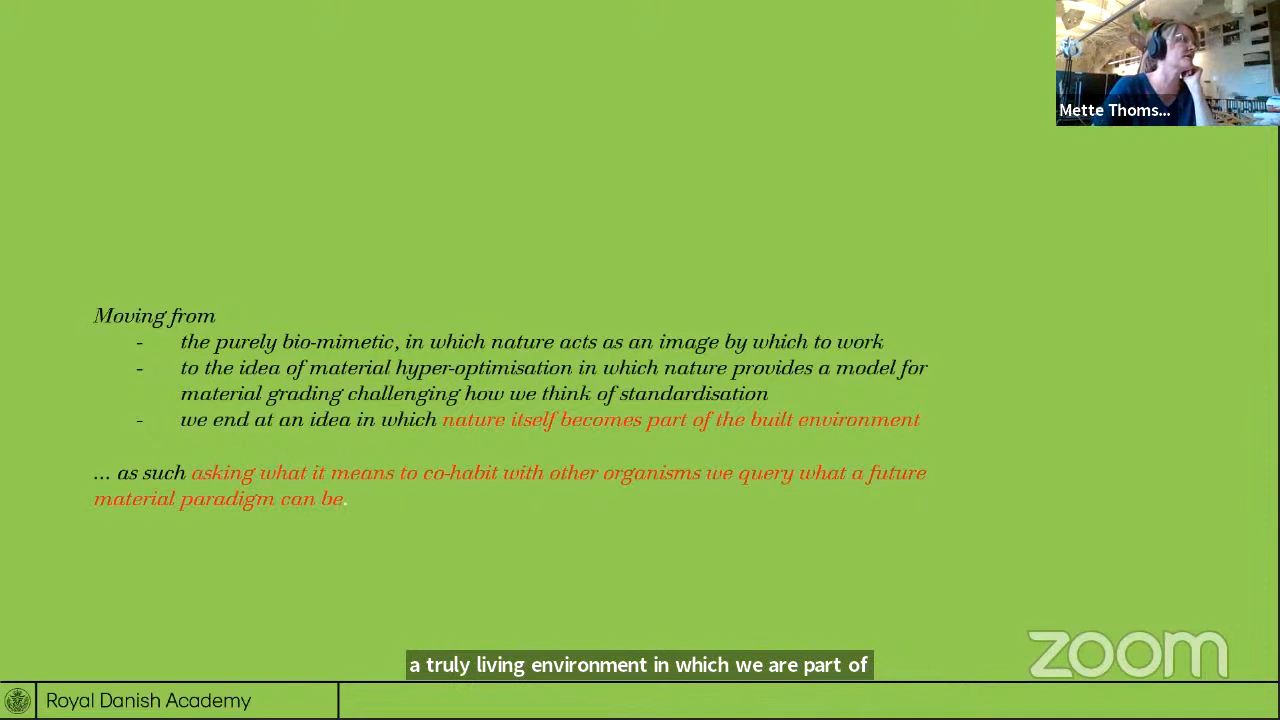 Mette Thoms...
Moving from
- the purely bio-mimetic, in which nature acts as an image by which to work
- to the idea of material hyper-optimisation in which nature provides a model for
material grading challenging how we think of standardisation
- we end at an idea in which nature itself becomes part of the built environment
... as such asking what it means to co-habit with other organisms we query what a future
material paradigm can be.
a truly living environment in which we are part of
zoom
Royal Danish Academy